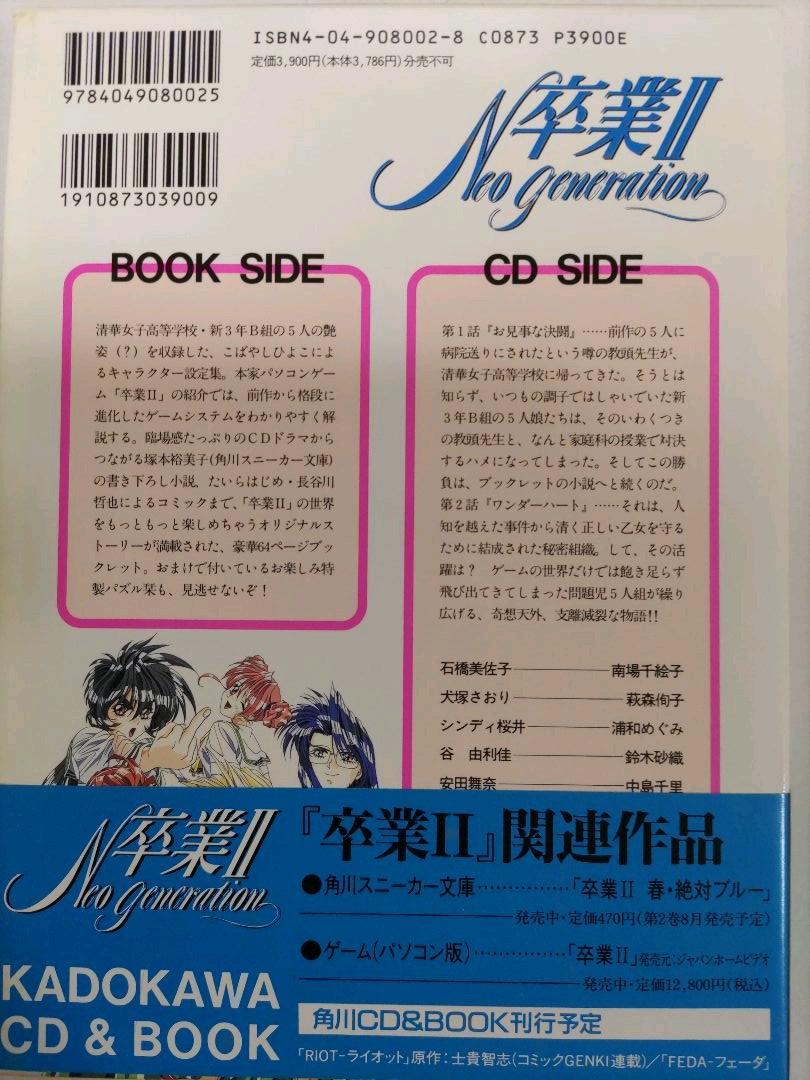 ISBN4-04-908002-8 C0873 P3900E
定価3,900円(本体3,786円)分売不可
9784049080025
1910873039009
卒業II
Neo Generation
BOOK SIDE
清華女子高等学校・新3年B組の5人の艶
姿(?)を収録した、こばやしひよこによ
るキャラクター設定集。本家パソコンゲー
ム「卒業II」の紹介では、前作から格段に
進化したゲームシステムをわかりやすく解
説する。臨場感たっぷりのCDドラマから
つながる塚本裕美子(角川スニーカー文庫)
の書き下ろし小説、たいらはじめ・長谷川
哲也によるコミックまで、「卒業II」の世界
をもっともっと楽しめちゃうオリジナルス
トーリーが満載された、豪華64ページブッ
クレット。おまけで付いているお楽しみ特
製パズル栞も、見逃せないぞ!
CD SIDE
第1話『お見事な決闘』……前作の5人に
病院送りにされたという噂の教頭先生が、
清華女子高等学校に帰ってきた。そうとは
知らず、いつもの調子ではしゃいでいた新
3年B組の5人娘たちは、そのいわくつき
の教頭先生と、なんと家庭科の授業で対決
するハメになってしまった。そしてこの勝
負は、ブックレットの小説へと続くのだ。
第2話『ワンダーハート』……それは、人
知を越えた事件から清く正しい乙女を守る
ために結成された秘密組織。して、その活
躍は? ゲームの世界だけでは飽き足らず
飛び出てきてしまった問題児5人組が繰り
広げる、奇想天外、支離滅裂な物語!!
石橋美佐子――――南場千絵子
犬塚さおり――――萩森侚子
シンディ桜井――――浦和めぐみ
谷 由利佳――――鈴木砂織
安田舞奈――――中島千里
卒業II
Neo Generation
KADOKAWA
CD & BOOK
『卒業II』関連作品
●角川スニーカー文庫……………「卒業II 春・絶対ブルー」
発売中・定価470円(第2巻8月発売予定)
●ゲーム(パソコン版)……………「卒業II」発売元:ジャパンホームビデオ
発売中・定価12,800円(税込)
角川CD&BOOK刊行予定
「RIOT-ライオット」原作:士貴智志(コミックGENKI連載)/「FEDA-フェーダ」